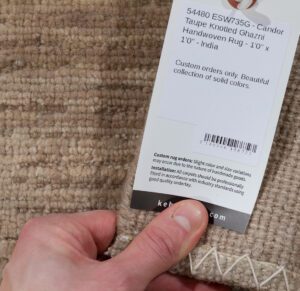 54480 ESW735G - Candor
Taupe Knotted Ghazni
Handwoven Rug - 1'0" x
1'0" - India
Custom orders only. Beautiful
collection of solid colors.
Custom rug orders: Slight color and size variations
may occur due to the nature of handmade goods.
Installation: All carpets should be professionally
fitted in accordance with industry standards using
good quality underlay.
.com